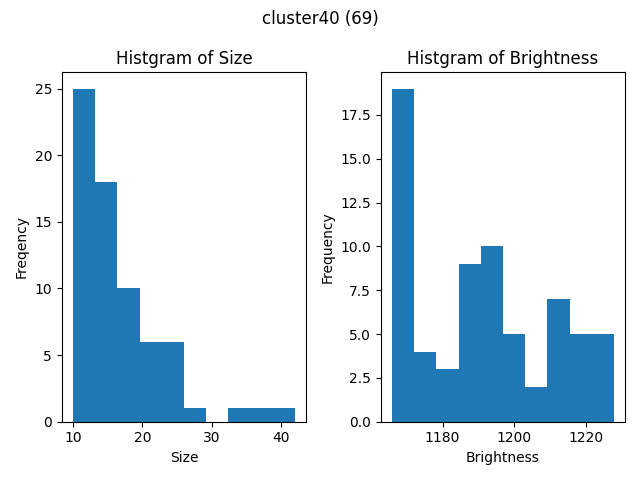 cluster40 (69)
Histgram of Size
25
20
15
10
5
0
10 20 30 40
Freqency
Size
Histgram of Brightness
17.5
15.0
12.5
10.0
7.5
5.0
2.5
0.0
1180 1200 1220
Frequency
Brightness